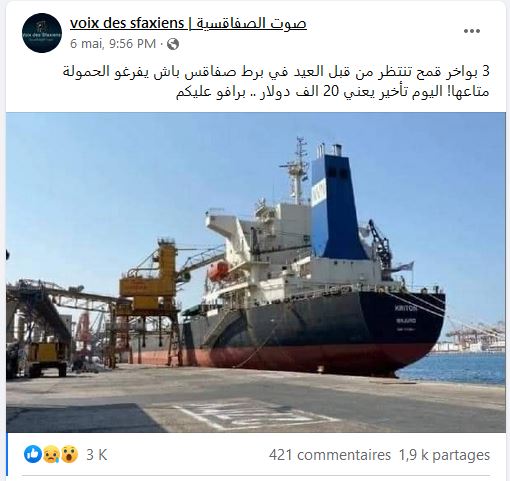 voix des sfaxiens | صوت الصفاقسية
6 mai, 9:56 PM ·
3 بواخر قمح تنتظر من قبل العيد في برط صفاقس باش يفرغو الحمولة
متاعها! اليوم تأخير يعني 20 الف دولار .. برافو عليكم
KRITON
MAJURO
3 K
421 commentaires
1,9 k partages